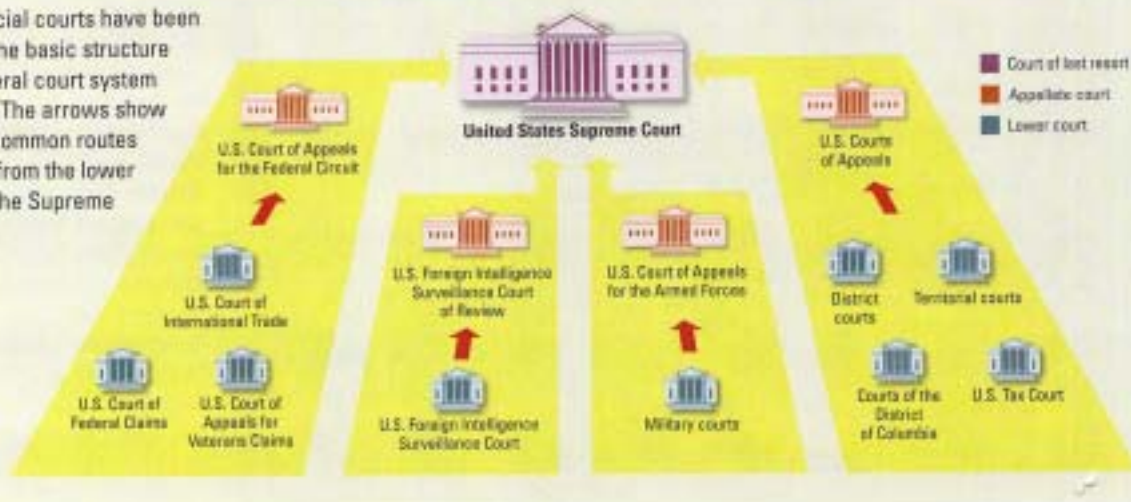 cial courts have been
he basic structure
eral court system
The arrows show
ommon routes
from the lower
he Supreme
United States Supreme Court
Court of last resort
Appellate court
Lower court
U.S. Court of Appeals
for the Federal Circuit
U.S. Court of
International Trade
U.S. Court of
Federal Claims
U.S. Court of
Appeals for
Veterans Claims
U.S. Foreign Intelligence
Surveillance Court
of Review
U.S. Foreign Intelligence
Surveillance Court
U.S. Court of Appeals
for the Armed Forces
Military courts
U.S. Courts
of Appeals
District
courts
Territorial courts
Courts of the
District
of Columbia
U.S. Tax Court